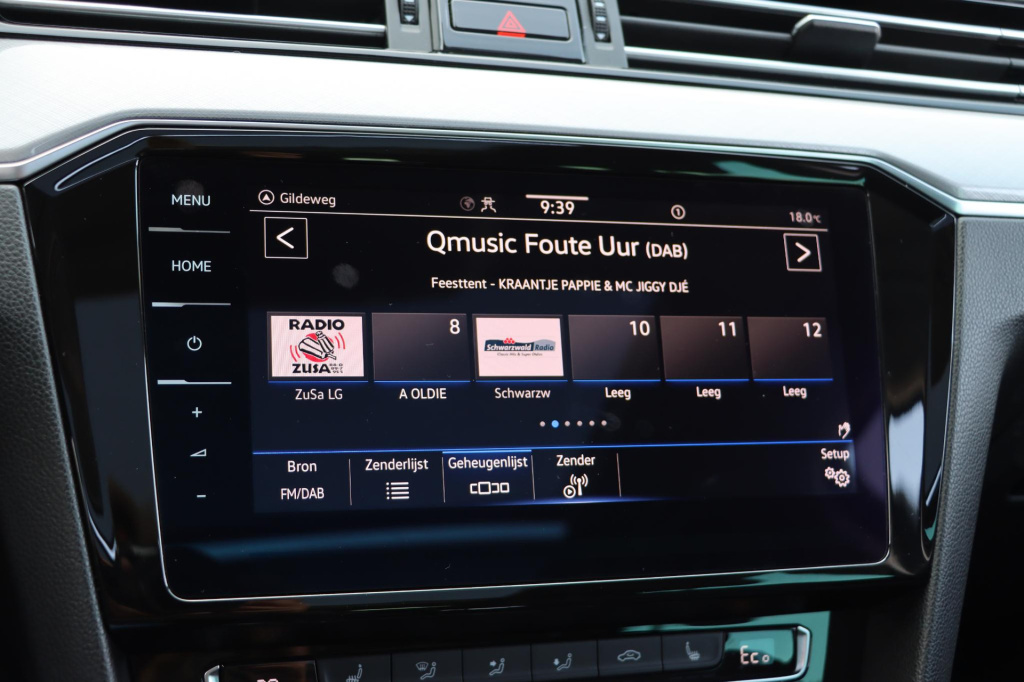 MENU
HOME
Gildeweg
9:39
1
18.0°C
<
Qmusic Foute Uur (DAB)
>
Feesttent - KRAANTJE PAPPIE & MC JIGGY DJÉ
RADIO
ZUSA
8
Schwarzwald Radio
10
11
12
ZuSa LG
A OLDIE
Schwarzw
Leeg
Leeg
Leeg
+
-
Bron
FM/DAB
Zenderlijst
Geheugenlijst
Zender
Setup
Eco